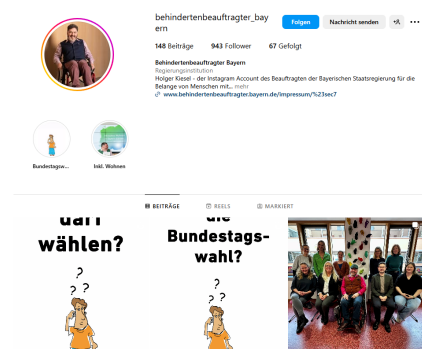 behindertenbeauftragter_bay
ern
Folgen
Nachricht senden
148 Beiträge 943 Follower 67 Gefolgt
Behindertenbeauftragter Bayern
Regierungsinstitution
Holger Kiesel - der Instagram Account des Beauftragten der Bayerischen Staatsregierung für die
Belange von Menschen mit... mehr
www.behindertenbeauftragter.bayern.de/impressum/%23sec7
Bundestagsw...
Inkl. Wohnen
BEITRÄGE
REELS
MARKIERT
darf
wählen?
? ? ?
die
Bundestags-
wahl?
? ? ?